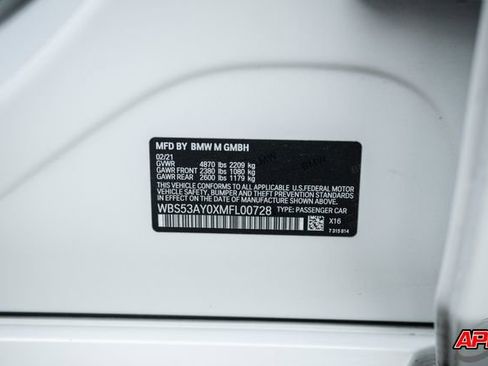 MFD BY BMW M GMBH
02/21
GVWR 4870 lbs 2209 kg
GAWR FRONT 2380 lbs 1080 kg
GAWR REAR 2600 lbs 1179 kg
THIS VEHICLE CONFORMS TO ALL APPLICABLE U.S.FEDERAL MOTOR
VEHICLE SAFETY, BUMPER, AND THEFT PREVENTION STANDARDS
IN EFFECT ON THE DATE OF MANUFACTURE SHOWN ABOVE.
WBS53AY0XMFL00728 TYPE: PASSENGER CAR
X16
7 315 814